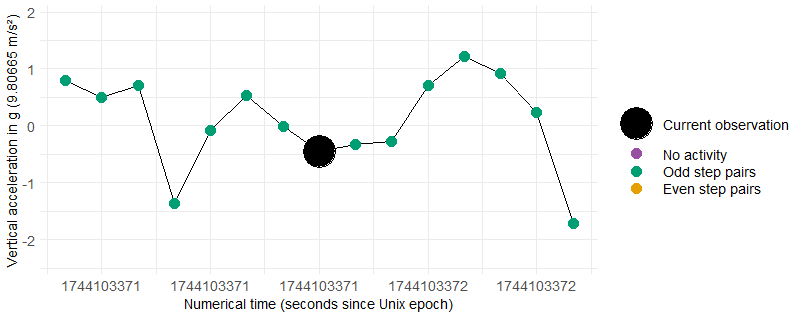 Vertical acceleration in g (9.80665 m/s²)
2
1
0
-1
-2
1744103371
1744103371
1744103371
1744103372
1744103372
Numerical time (seconds since Unix epoch)
Current observation
No activity
Odd step pairs
Even step pairs